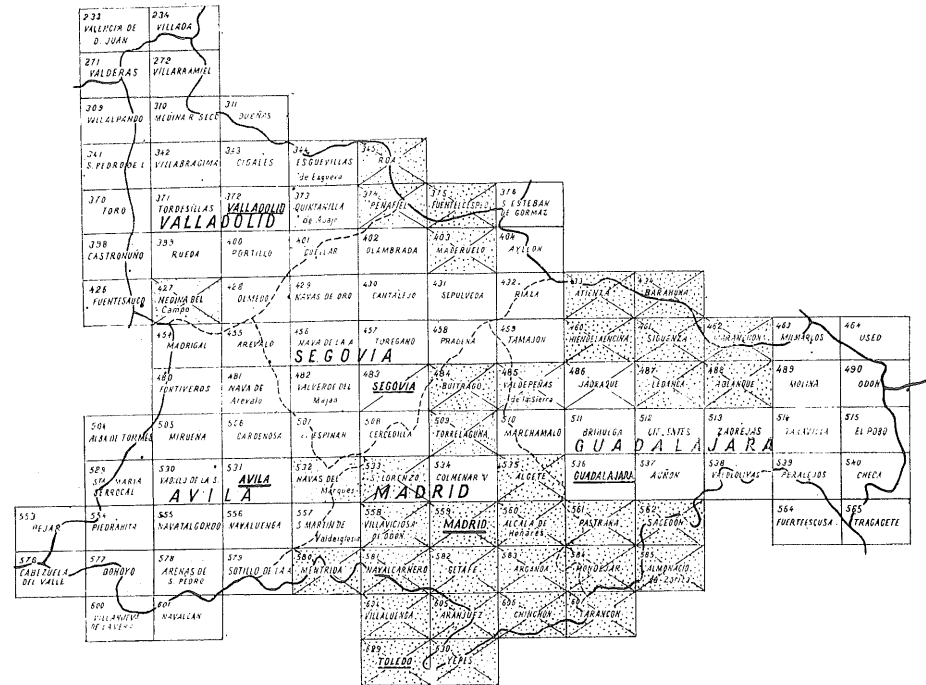 233 234
VALENCIA DE VILLADA
D. JUAN
271 272
VALDERAS VILLARRAMIEL
309 310 311
VILLALPANDO MEDINA R. SECE DUEÑAS
341 342 343 344 345
S. PEDRO DE L VILLABRAGIMA CIGALES ESGUEVILLAS ROA
de Esgueva
370 371 372 373 374 375 376
TORO TORDESILLAS VALLADOLID QUINTANILLA PEÑAFIEL FUENTELCESPED S. ESTEBAN
VALLADOLID de Abajo DE GORMAZ
398 399 400 401 402 403 404
CASTRONUÑO RUEDA PORTILLO CUELLAR OLAMBRADA MADERUELO AYLLON
426 427 428 429 430 431 432 433 434
FUENTESAUCO MEDINA DEL OLMEDO NAVAS DE ORO CANTALEJO SEPULVEDA RIAZA ATIENZA BARAHONA
Campo
454 455 456 457 458 459 460 461 462 463 464
MADRIGAL AREVALO NAVA DE LA A TUREGANO PRADENA TAMAJON HIENDELAENCINA SIGUENZA MARANCHON MILMARCOS USED
SEGOVIA
480 481 482 483 484 485 486 487 488 489 490
FONTIVEROS NAVA DE VALVERDE DEL SEGOVIA BUITRAGO VALDEPEÑAS JADRAQUE LEDANCA ABLANQUE MOLINA ODON
Arevalo Majan de la Sierra
504 505 506 507 508 509 510 511 512 513 514 515
ALBA DE TORMES MIRUEÑA CARDEÑOSA EL ESPINAR CERCEDILLA TORRELAGUNA MARCHAMALO BRIHUEGA CIFUENTES ZAOREJAS TARAVILLA EL POBO
GUADALAJARA
529 530 531 532 533 534 535 536 537 538 539 540
STA MARIA VADILLO DE LA S. AVILA NAVAS DEL S. LORENZO COLMENAR V ALGETE GUADALAJARA AUÑON VALDEOLIVAS PERALEJOS CHECA
BERROCAL AVILA Marqués MADRID
553 554 555 556 557 558 559 560 561 562 564 565
BEJAR PIEDRAHITA NAVATALGORDO NAVALUENGA S. MARTIN DE VILLAVICIOSA MADRID ALCALA DE PASTRANA SACEDON FUERTESCUSA TRAGACETE
Valdeiglesias DE ODON Henares
576 577 578 579 580 581 582 583 584 585
CABEZUELA BOHOYO ARENAS DE SOTILLO DE LA A MENTRIDA NAVALCARNERO GETAFE ARGANDA MONDEJAR ALMONACID
DEL VALLE S. PEDRO de Zorita
600 601 604 605 606 607
VILLANUEVA NAVALCAN VILLALUENGA ARANJUEZ CHINCHON TARANCON
DE LA VERA
629 630
TOLEDO YEPES